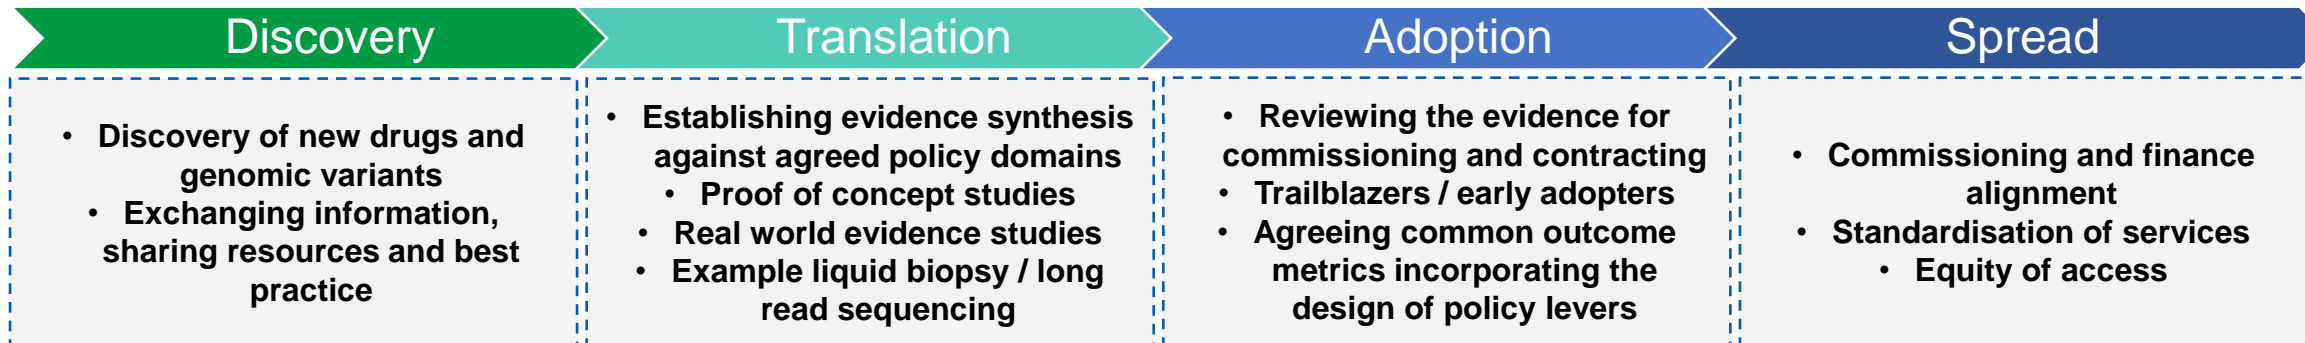 Discovery
Translation
Adoption
Spread
• Discovery of new drugs and
genomic variants
• Exchanging information,
sharing resources and best
practice
• Establishing evidence synthesis
against agreed policy domains
• Proof of concept studies
• Real world evidence studies
• Example liquid biopsy / long
read sequencing
• Reviewing the evidence for
commissioning and contracting
• Trailblazers / early adopters
• Agreeing common outcome
metrics incorporating the
design of policy levers
• Commissioning and finance
alignment
• Standardisation of services
• Equity of access